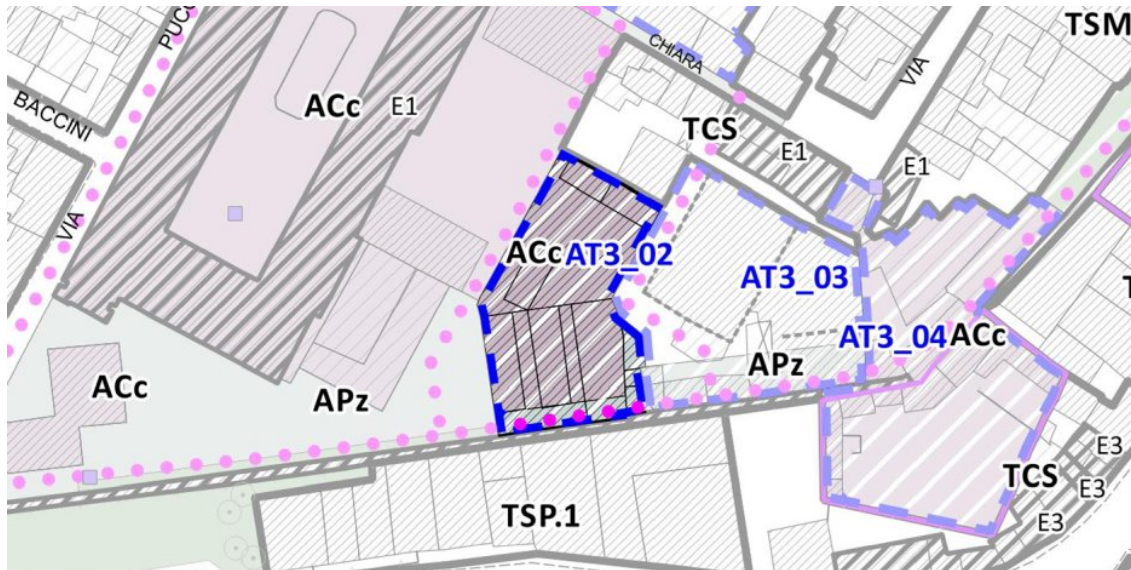 TSM
PUCC
VIA
CHIARA
BACCINI
ACc
E1
TCS
E1
E1
VIA
ACc
AT3_02
AT3_03
AT3_04
ACc
ACc
APz
APz
TSP.1
TCS
E3
E3
E3